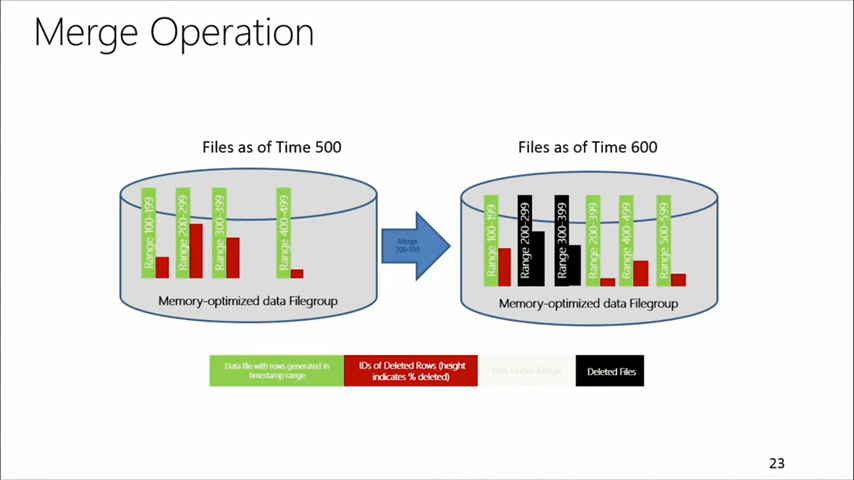 Merge Operation
Files as of Time 500
Files as of Time 600
Range 100-199
Range 200-299
Range 300-399
Range 400-499
Merge
200-399
Range 100-199
Range 200-299
Range 300-399
Range 200-399
Range 400-499
Range 500-599
Memory-optimized data Filegroup
Memory-optimized data Filegroup
Data file with rows generated in
timestamp range
IDs of Deleted Rows (height
indicates % deleted)
Files Under Merge
Deleted Files
23